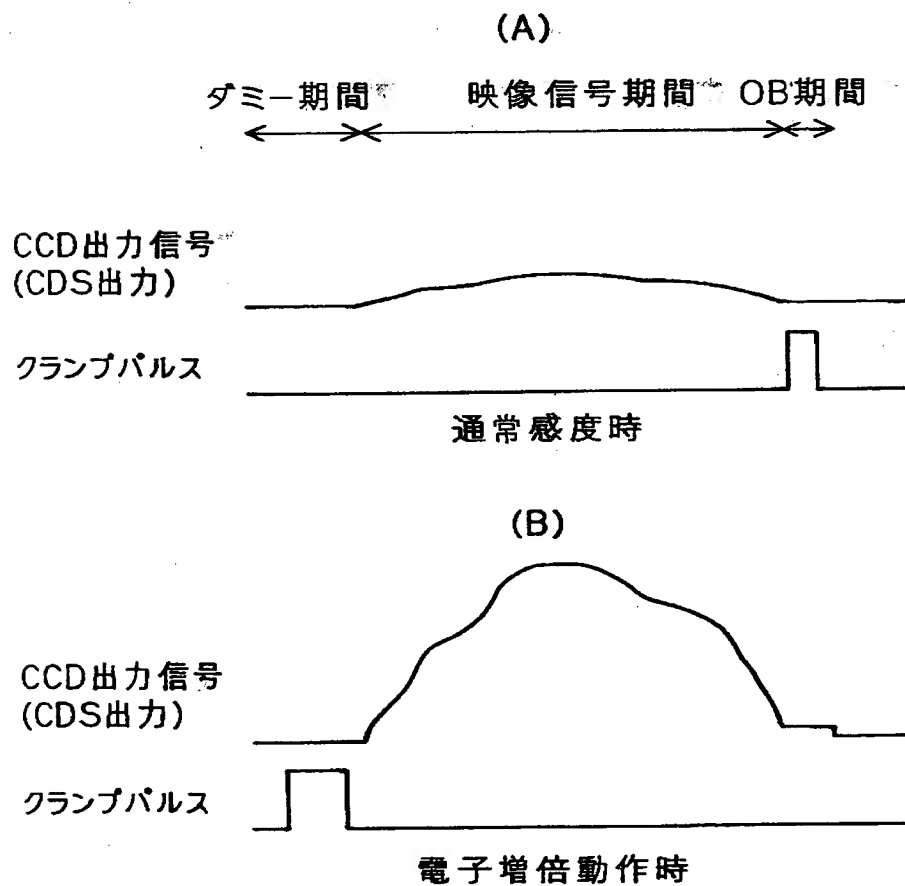 (A)
ダミー期間 映像信号期間 OB期間
CCD出力信号
(CDS出力)
クランプパルス
通常感度時
(B)
CCD出力信号
(CDS出力)
クランプパルス
電子増倍動作時